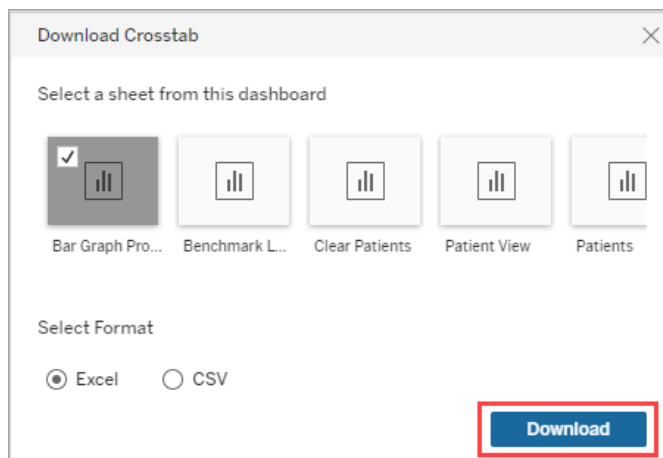 Download Crosstab
Select a sheet from this dashboard
Bar Graph Pro... Benchmark L... Clear Patients Patient View Patients
Select Format
Excel CSV
Download